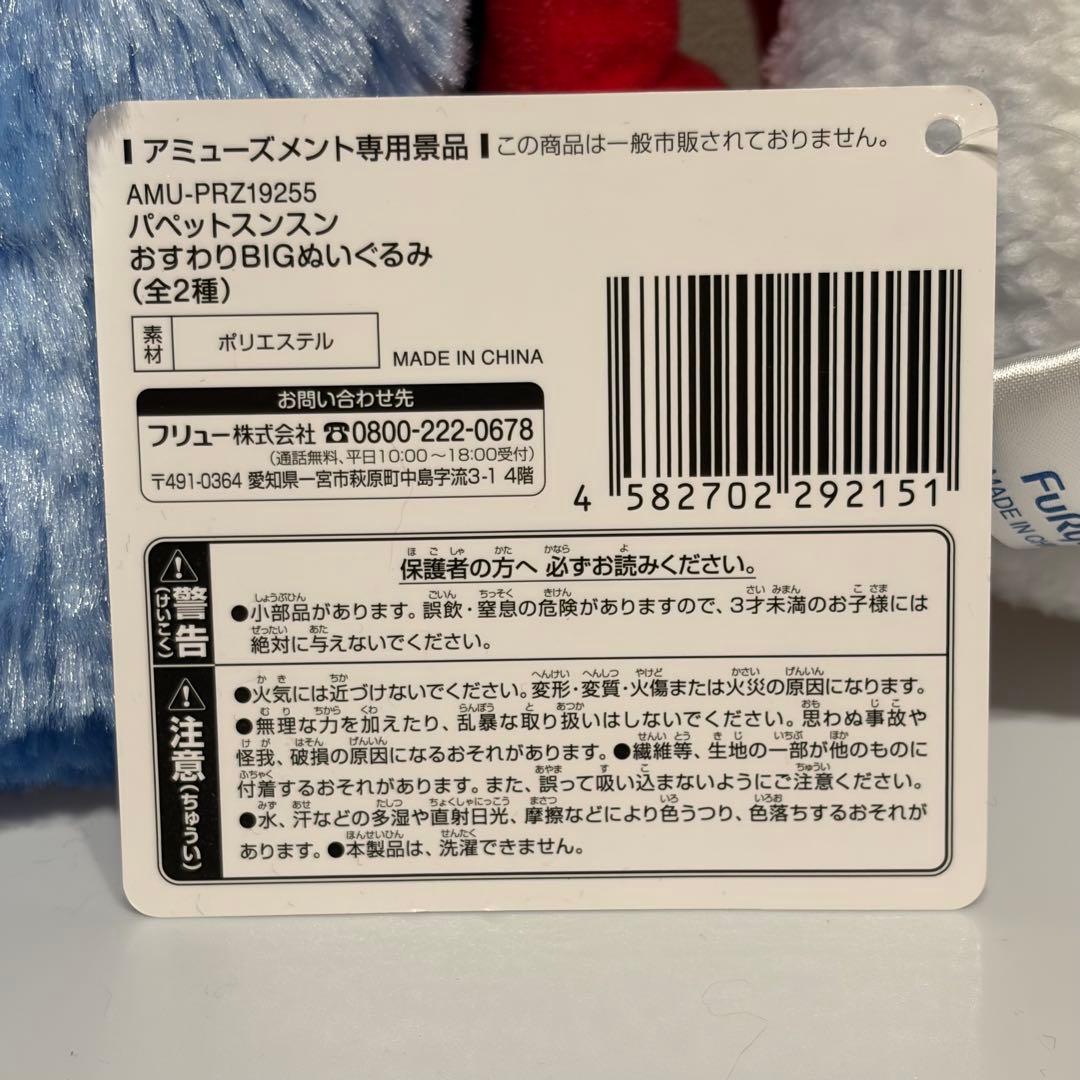 アミューズメント専用景品 この商品は一般市販されておりません。
AMU-PRZ19255
パペットスンスン
おすわりBIGぬいぐるみ
(全2種)
素材 ポリエステル MADE IN CHINA
お問い合わせ先
フリュー株式会社 ☎0800-222-0678
(通話無料、平日10:00〜18:00受付)
〒491-0364 愛知県一宮市萩原町中島字流3-1 4階
4 582702 292151
警告(けいこく)
保護者の方へ 必ずお読みください。
●小部品があります。誤飲・窒息の危険がありますので、3才未満のお子様には
絶対に与えないでください。
注意(ちゅうい)
●火気には近づけないでください。変形・変質・火傷または火災の原因になります。
●無理な力を加えたり、乱暴な取り扱いはしないでください。思わぬ事故や
怪我、破損の原因になるおそれがあります。●繊維等、生地の一部が他のものに
付着するおそれがあります。また、誤って吸い込まないようにご注意ください。
●水、汗などの多湿や直射日光、摩擦などにより色うつり、色落ちするおそれが
あります。●本製品は、洗濯できません。
MADE IN